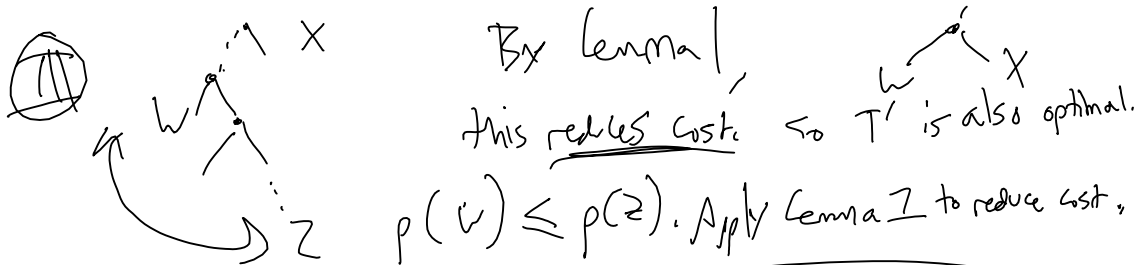 II
X
By Lemma 1,
W X
W
this reduces cost. so T' is also optimal.
Z
p(w) ≤ p(z). Apply Lemma 1 to reduce cost.